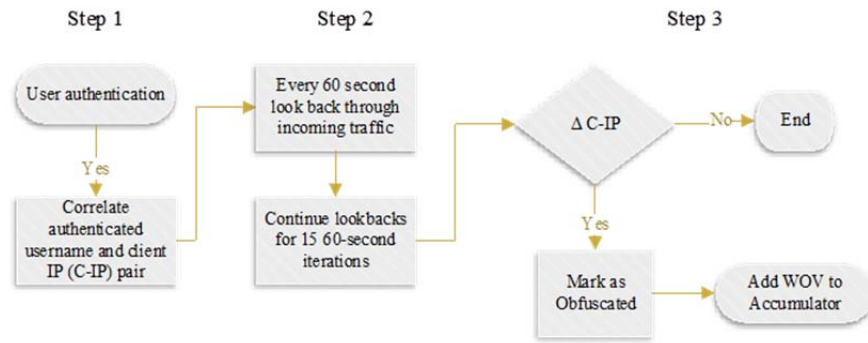 Step 1
Step 2
Step 3
User authentication
Yes
Correlate
authenticated
username and client
IP (C-IP) pair
Every 60 second
look back through
incoming traffic
Continue lookbacks
for 15 60-second
iterations
Δ C-IP
No
End
Yes
Mark as
Obfuscated
Add WOV to
Accumulator